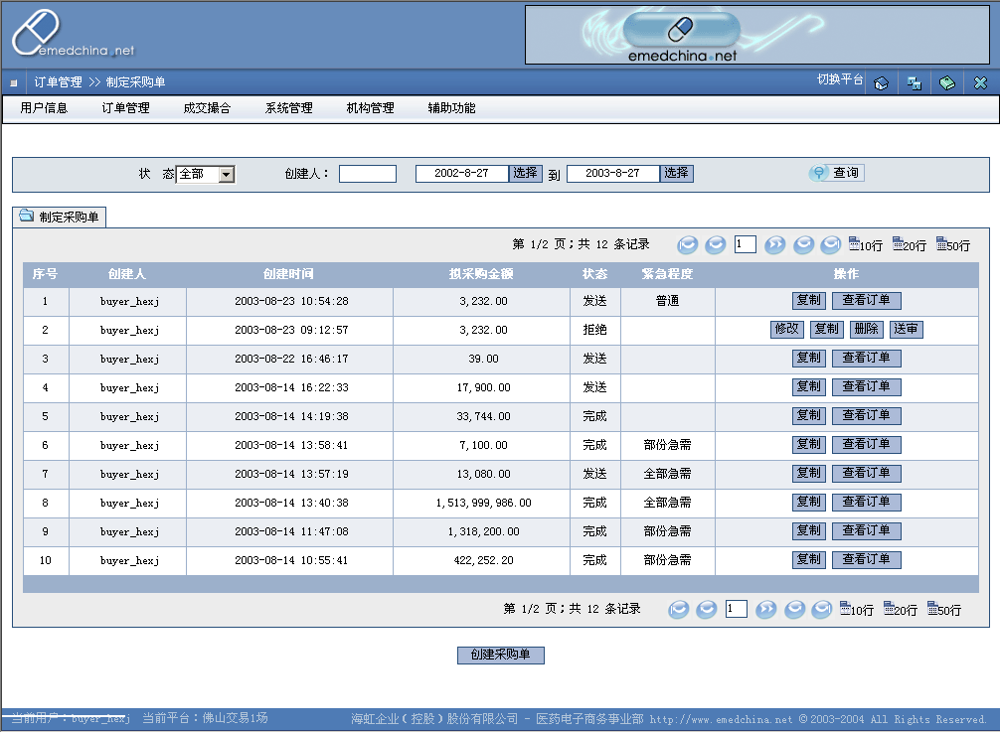 emedchina.net
emedchina.net
订单管理 >> 制定采购单 切换平台
用户信息 订单管理 成交撮合 系统管理 机构管理 辅助功能
状 态 全部 创建人： 2002-8-27 选择 到 2003-8-27 选择 查询
制定采购单
第 1/2 页；共 12 条记录 1 10行 20行 50行
序号 创建人 创建时间 拟采购金额 状态 紧急程度 操作
1 buyer_hexj 2003-08-23 10:54:28 3,232.00 发送 普通 复制 查看订单
2 buyer_hexj 2003-08-23 09:12:57 3,232.00 拒绝 修改 复制 删除 送审
3 buyer_hexj 2003-08-22 16:46:17 39.00 发送 复制 查看订单
4 buyer_hexj 2003-08-14 16:22:33 17,900.00 发送 复制 查看订单
5 buyer_hexj 2003-08-14 14:19:38 33,744.00 完成 复制 查看订单
6 buyer_hexj 2003-08-14 13:58:41 7,100.00 完成 部份急需 复制 查看订单
7 buyer_hexj 2003-08-14 13:57:19 13,080.00 发送 全部急需 复制 查看订单
8 buyer_hexj 2003-08-14 13:40:38 1,513,999,986.00 完成 全部急需 复制 查看订单
9 buyer_hexj 2003-08-14 11:47:08 1,318,200.00 完成 部份急需 复制 查看订单
10 buyer_hexj 2003-08-14 10:55:41 422,252.20 完成 部份急需 复制 查看订单
第 1/2 页；共 12 条记录 1 10行 20行 50行
创建采购单
当前用户：buyer_hexj 当前平台：佛山交易1场 海虹企业（控股）股份有限公司 - 医药电子商务事业部 http://www.emedchina.net ©2003-2004 All Rights Reserved.